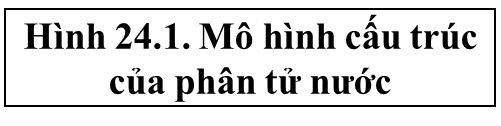 Hình 24.1. Mô hình cấu trúc
của phân tử nước